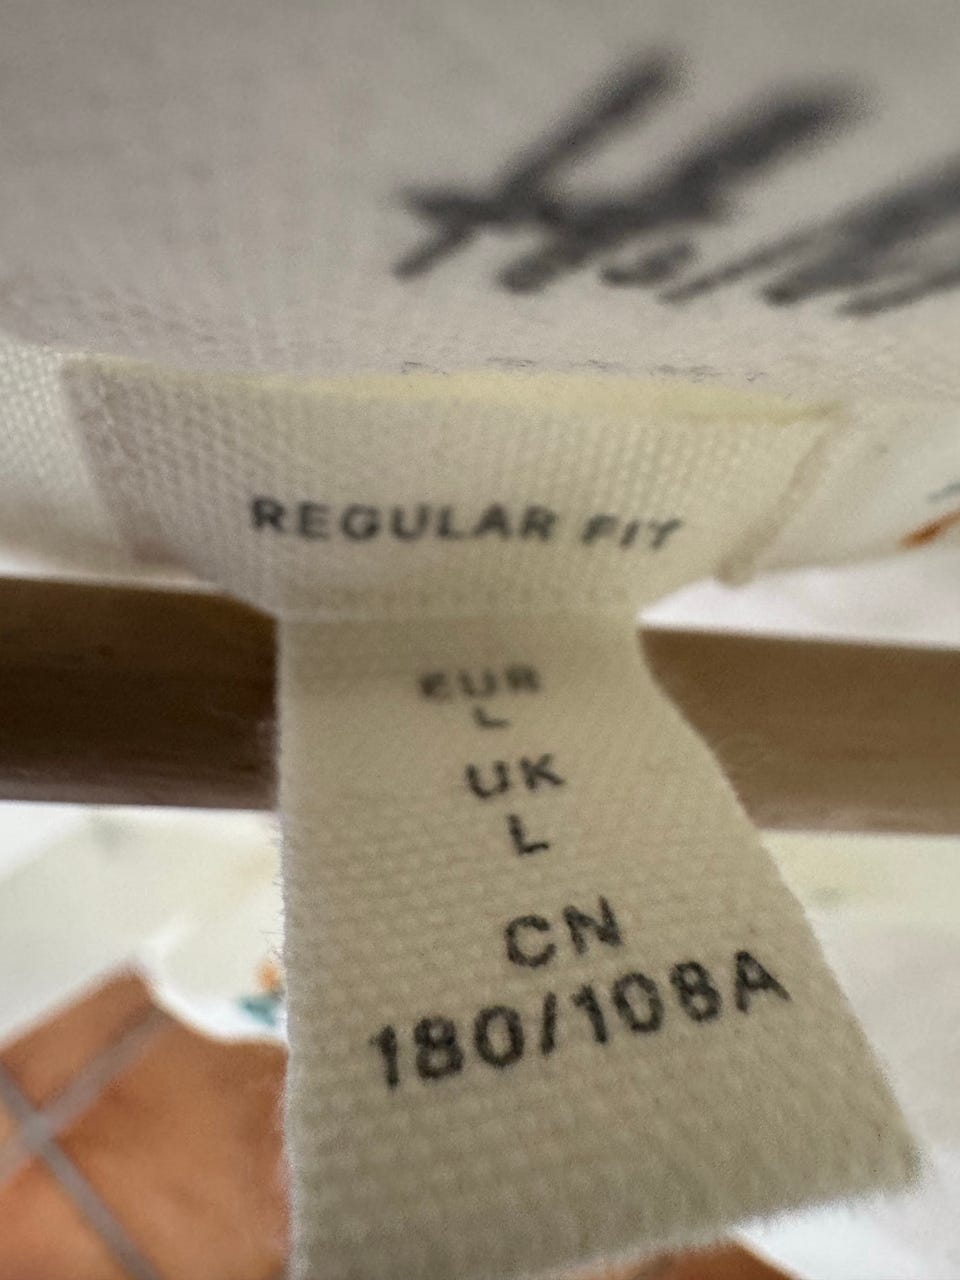 REGULAR FIT
EUR
L
UK
L
CN
180/108A